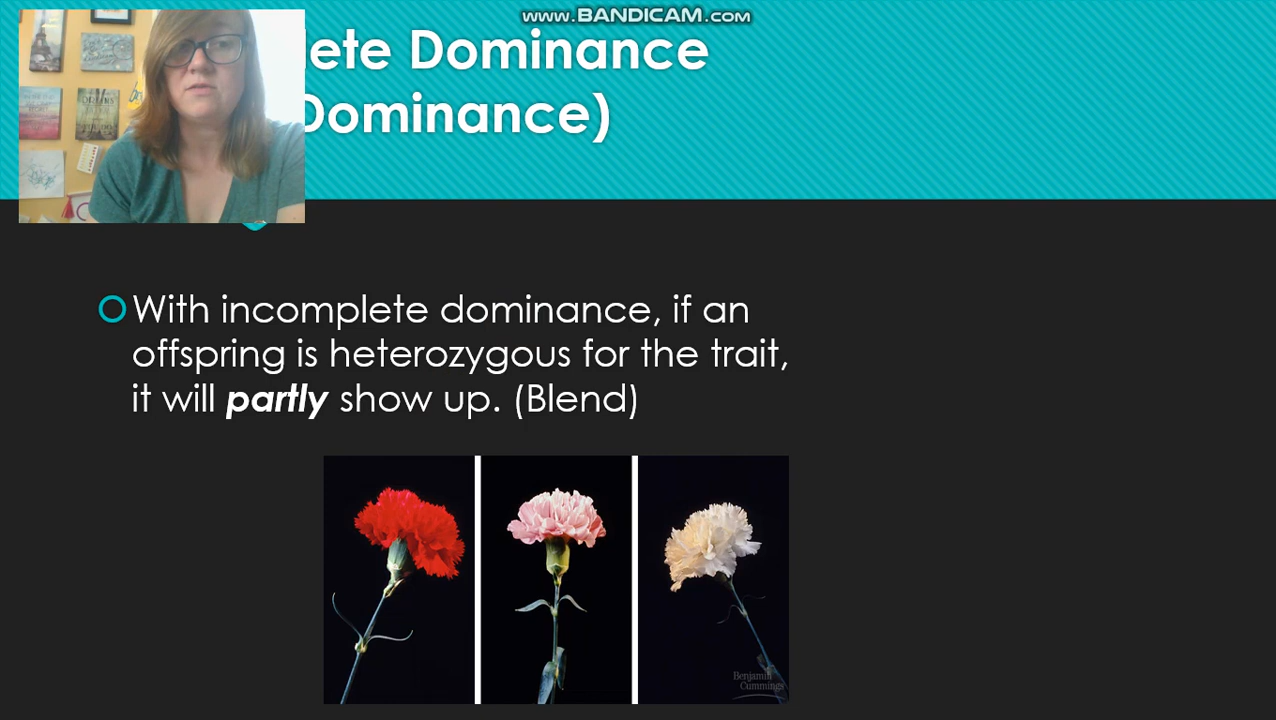 www.BANDICAM.com
ete Dominance
Dominance)
With incomplete dominance, if an
offspring is heterozygous for the trait,
it will partly show up. (Blend)
Benjamin
Cummings